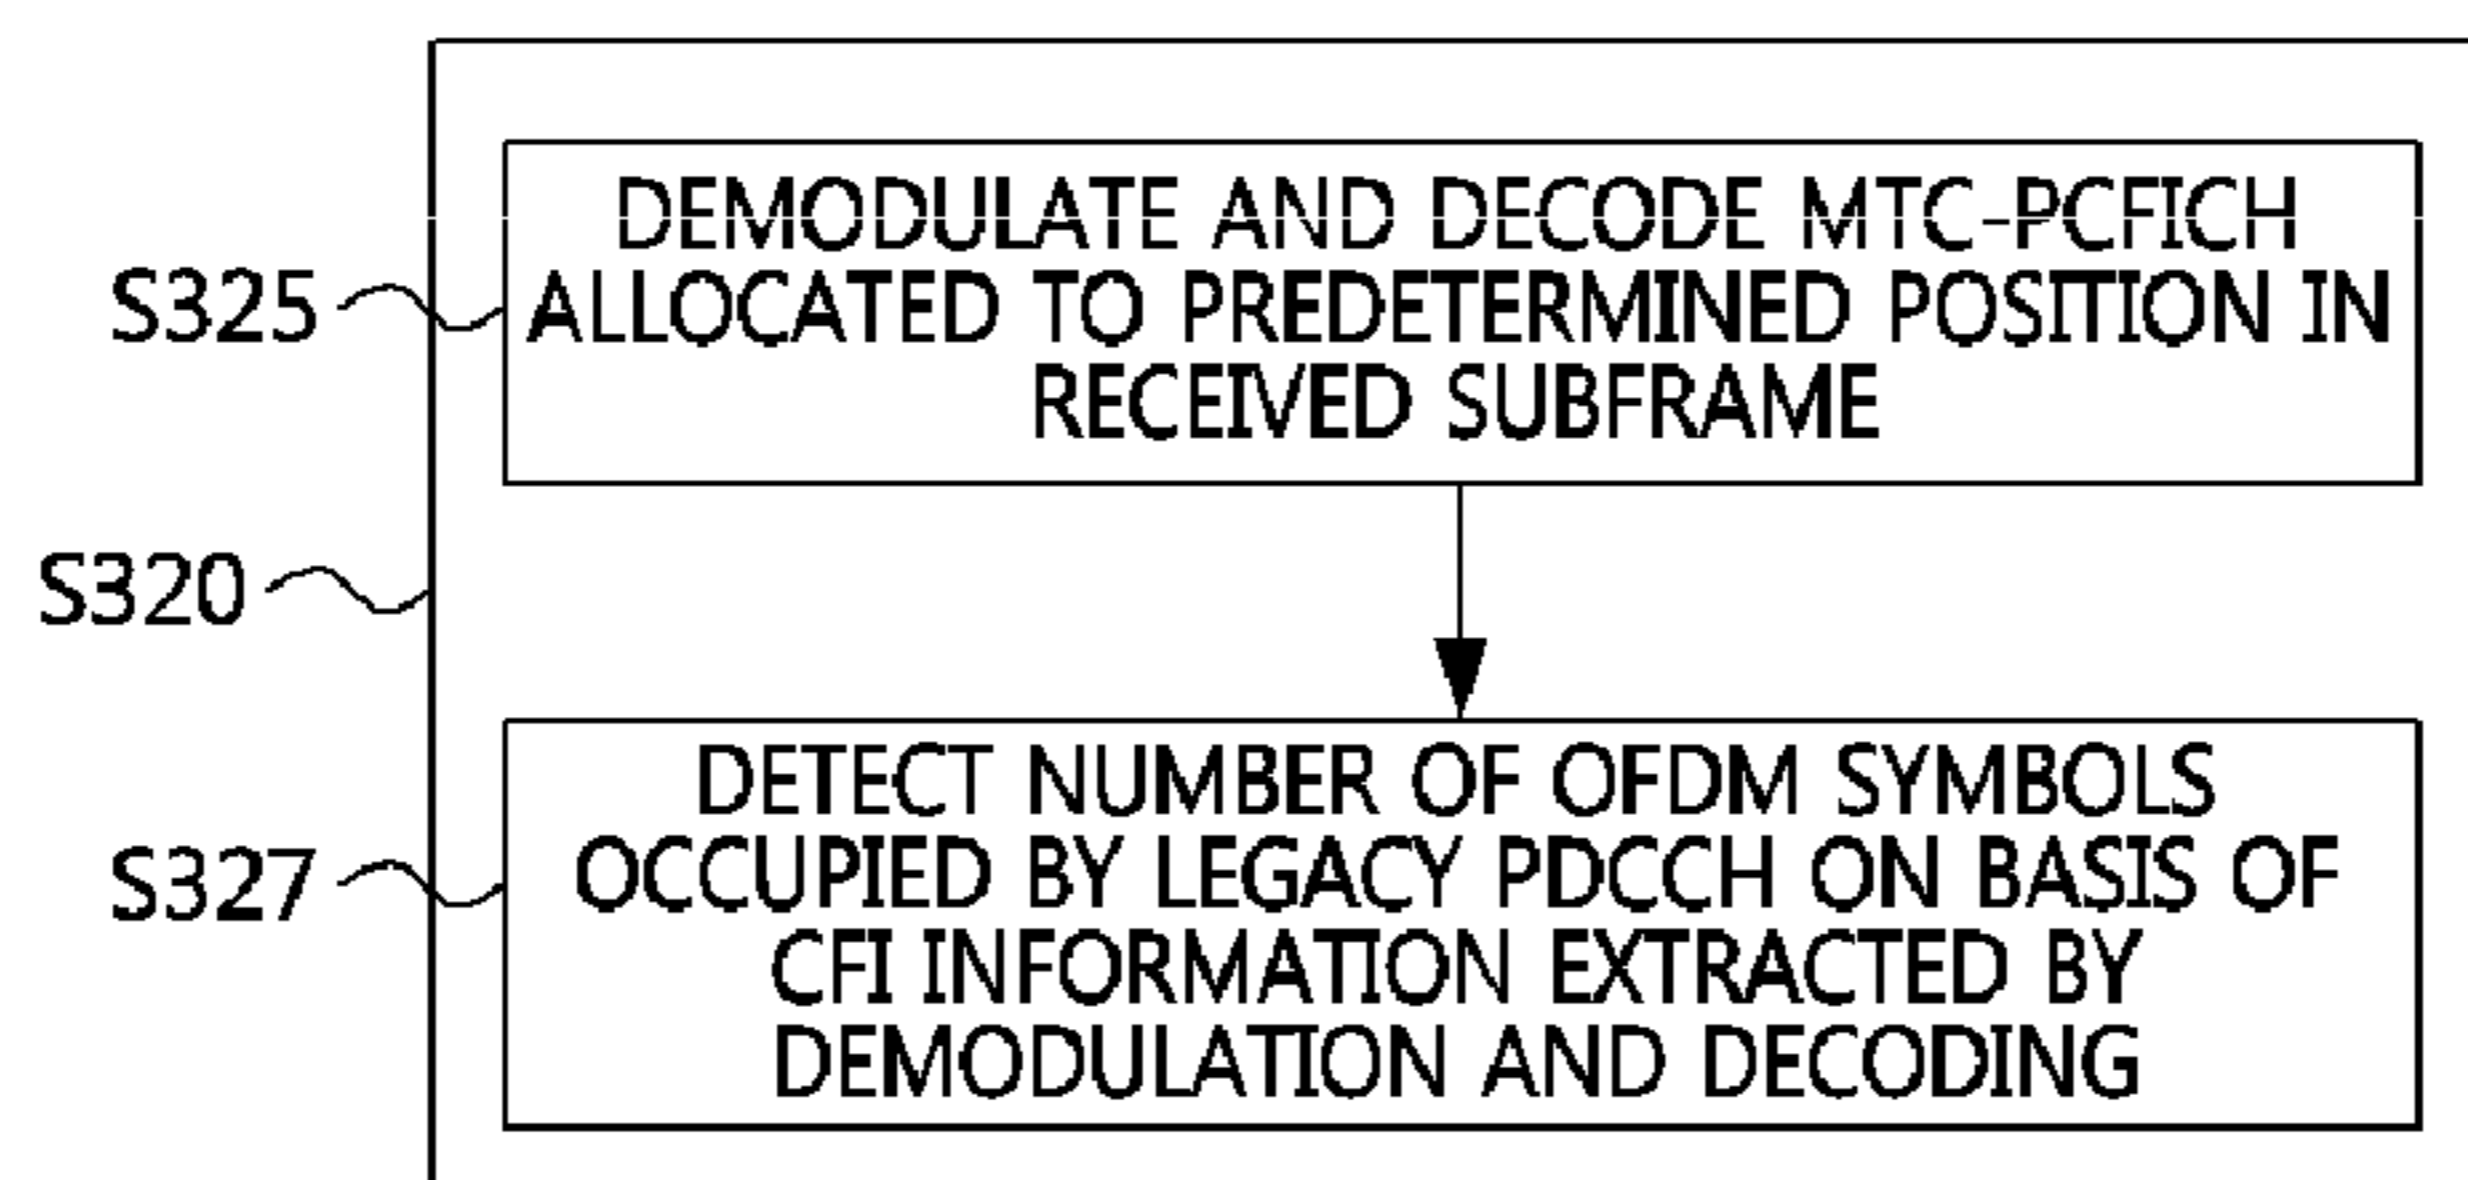 DEMODULATE AND DECODE MTC-PCFICH
S325 ALLOCATED TO PREDETERMINED POSITION IN
RECEIVED SUBFRAME
S320
DETECT NUMBER OF OFDM SYMBOLS
S327 OCCUPIED BY LEGACY PDCCH ON BASIS OF
CFI INFORMATION EXTRACTED BY
DEMODULATION AND DECODING